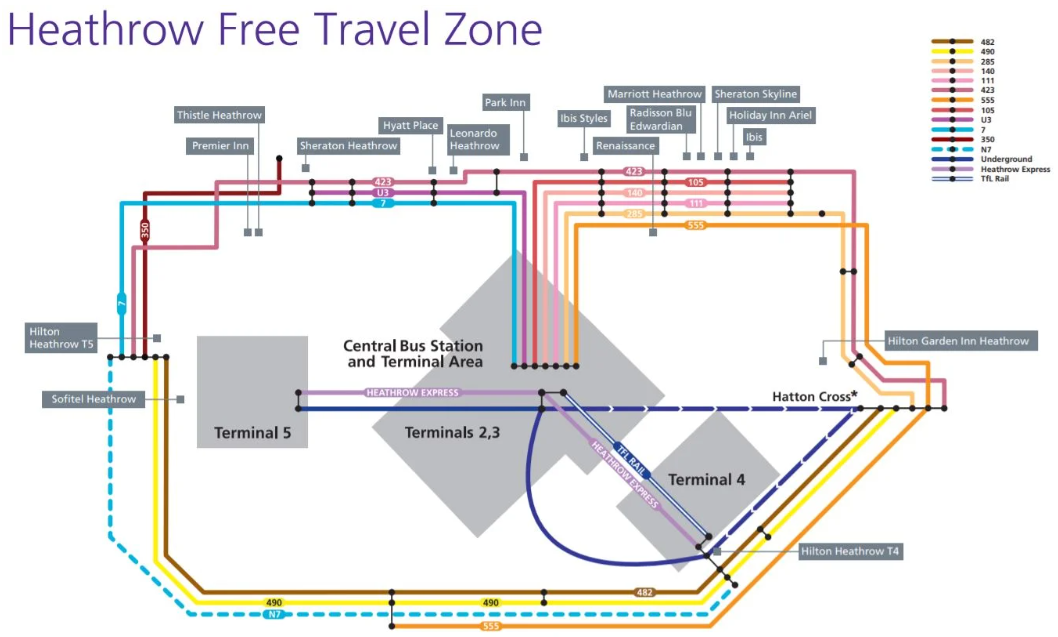 Heathrow Free Travel Zone
482
490
285
140
111
423
555
105
U3
7
350
N7
Underground
Heathrow Express
TfL Rail
Thistle Heathrow
Premier Inn
Sheraton Heathrow
Hyatt Place
Leonardo
Heathrow
Park Inn
Ibis Styles
Renaissance
Marriott Heathrow
Radisson Blu
Edwardian
Sheraton Skyline
Holiday Inn Ariel
Ibis
423
U3
7
423
105
140
111
285
555
350
7
Hilton
Heathrow T5
Sofitel Heathrow
Central Bus Station
and Terminal Area
HEATHROW EXPRESS
Terminal 5
Terminals 2,3
TFL RAIL
HEATHROW EXPRESS
Terminal 4
Hatton Cross*
Hilton Garden Inn Heathrow
Hilton Heathrow T4
482
490
490
N7
555